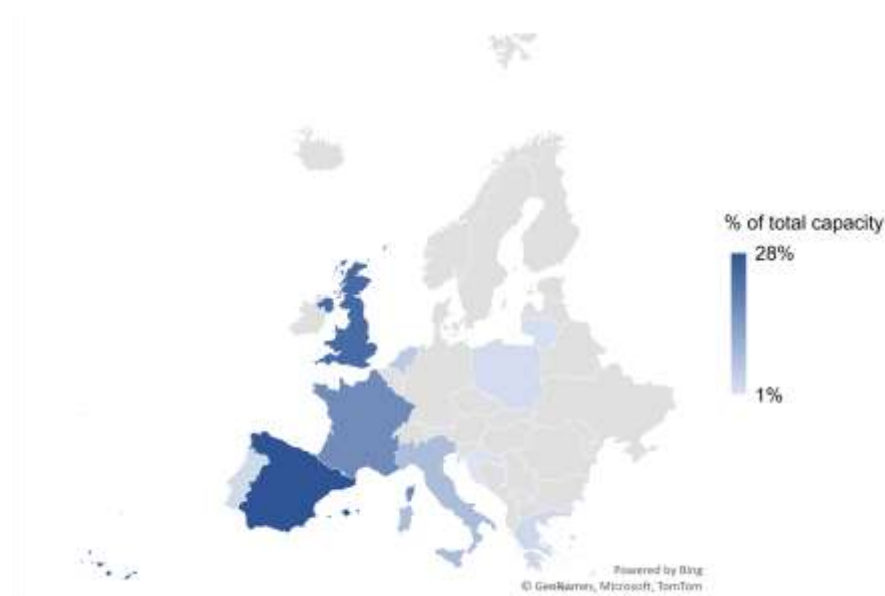 % of total capacity
28%
1%
Powered by Bing
© GeoNames, Microsoft, TomTom